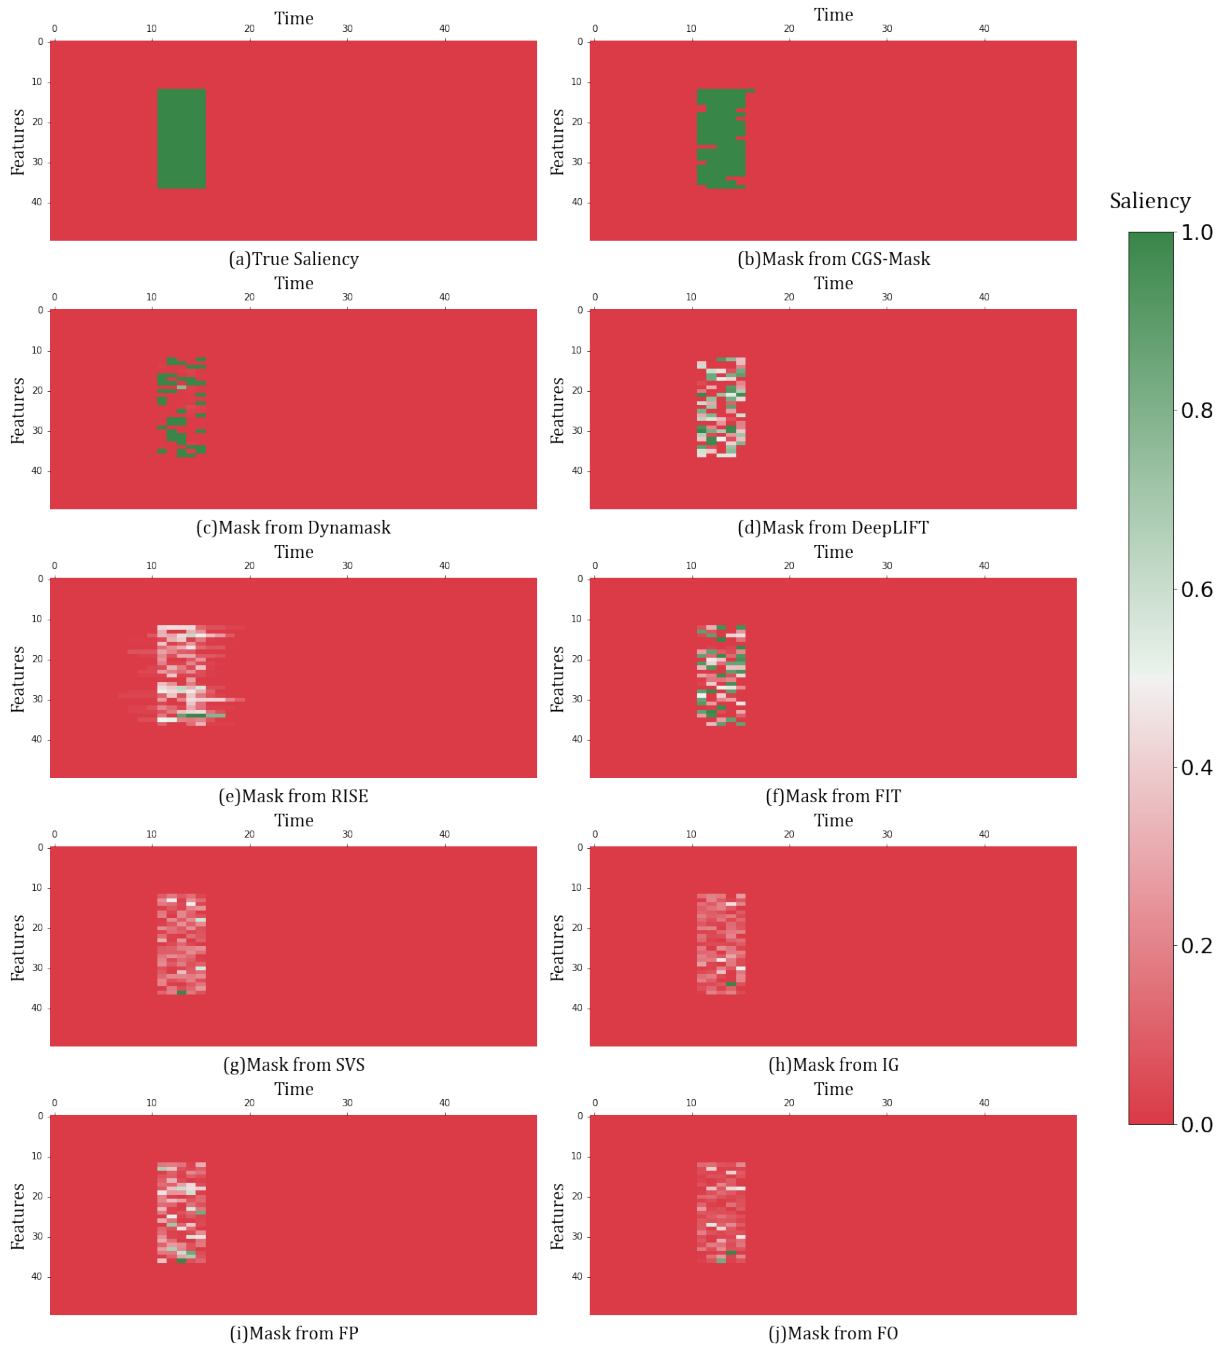 Time Time
0 10 20 30 40 0 10 20 30 40
0 10 20 30 40 Features 0 10 20 30 40 Features
(a)True Saliency (b)Mask from CGS-Mask
Time Time
0 10 20 30 40 0 10 20 30 40
0 10 20 30 40 Features 0 10 20 30 40 Features
(c)Mask from Dynamask (d)Mask from DeepLIFT
Time Time
0 10 20 30 40 0 10 20 30 40
0 10 20 30 40 Features 0 10 20 30 40 Features
(e)Mask from RISE (f)Mask from FIT
Time Time
0 10 20 30 40 0 10 20 30 40
0 10 20 30 40 Features 0 10 20 30 40 Features
(g)Mask from SVS (h)Mask from IG
Time Time
0 10 20 30 40 0 10 20 30 40
0 10 20 30 40 Features 0 10 20 30 40 Features
(i)Mask from FP (j)Mask from FO
Saliency
1.0
0.8
0.6
0.4
0.2
0.0